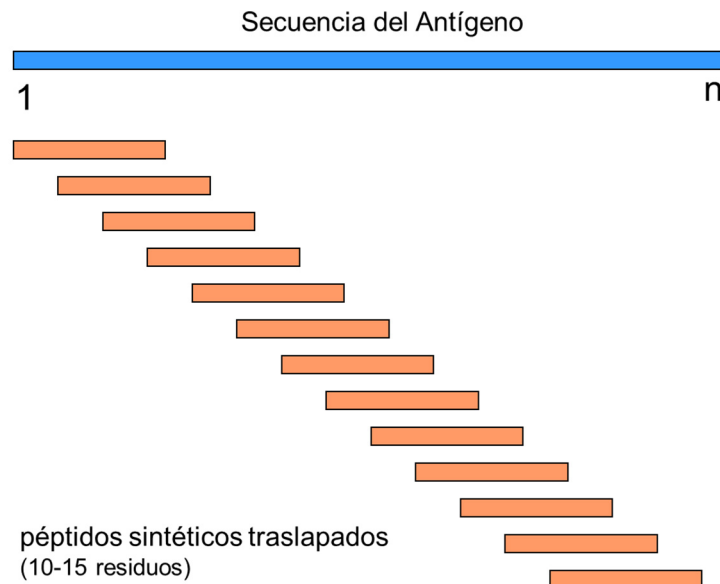 Secuencia del Antígeno
1
n
péptidos sintéticos traslapados
(10-15 residuos)